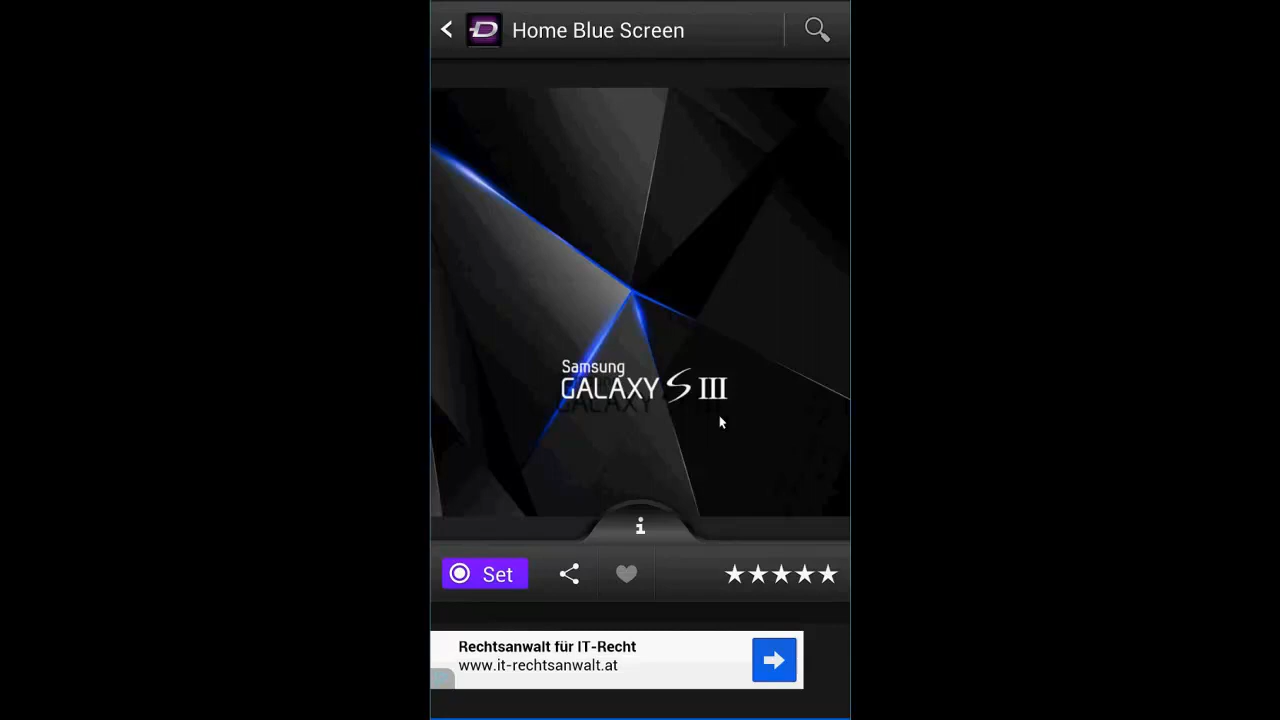 Home Blue Screen
Samsung
GALAXY S III
i
Set
Rechtsanwalt für IT-Recht
www.it-rechtsanwalt.at